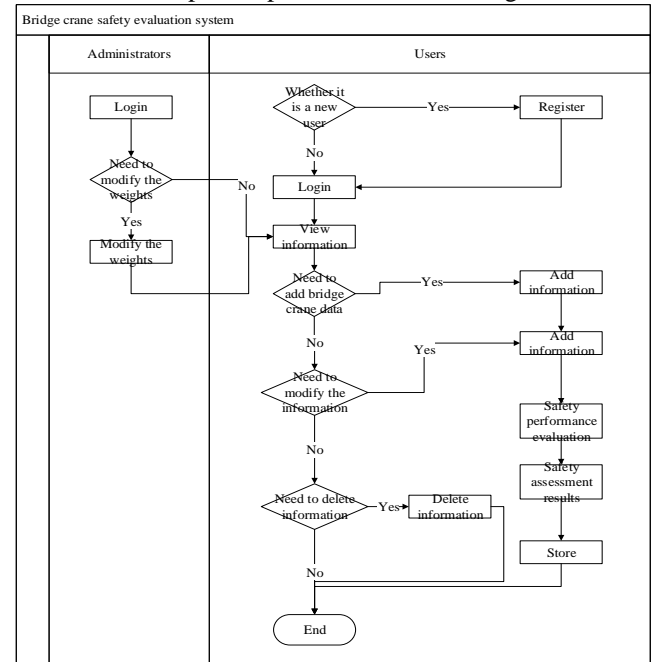 Bridge crane safety evaluation system
Administrators
Users
Login
Need to
modify the
weights
Yes
No
Modify the
weights
Whether it
is a new
user
Yes
Register
No
Login
View
information
Need to
add bridge
crane data
Yes
Add
information
No
Need to
modify the
information
Yes
Add
information
Safety
performance
evaluation
Safety
assessment
results
Store
No
Need to delete
information
Yes
Delete
information
No
End